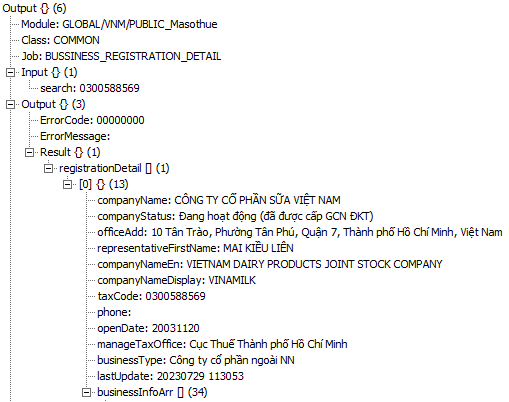 Output {} (6)
Module: GLOBAL/VNM/PUBLIC_Masothue
Class: COMMON
Job: BUSSINESS_REGISTRATION_DETAIL
Input {} (1)
search: 0300588569
Output {} (3)
ErrorCode: 00000000
ErrorMessage:
Result {} (1)
registrationDetail [] (1)
[0] {} (13)
companyName: CÔNG TY CỔ PHẦN SỮA VIỆT NAM
companyStatus: Đang hoạt động (đã được cấp GCN ĐKT)
officeAdd: 10 Tân Trào, Phường Tân Phú, Quận 7, Thành phố Hồ Chí Minh, Việt Nam
representativeFirstName: MAI KIỀU LIÊN
companyNameEn: VIETNAM DAIRY PRODUCTS JOINT STOCK COMPANY
companyNameDisplay: VINAMILK
taxCode: 0300588569
phone:
openDate: 20031120
manageTaxOffice: Cục Thuế Thành phố Hồ Chí Minh
businessType: Công ty cổ phần ngoài NN
lastUpdate: 20230729 113053
businessInfoArr [] (34)